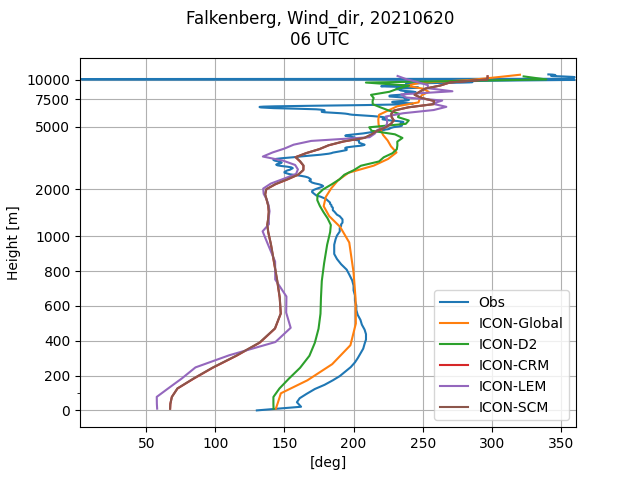 Falkenberg, Wind_dir, 20210620
06 UTC
Height [m]
10000
7500
5000
2000
1000
800
600
400
200
0
Obs
ICON-Global
ICON-D2
ICON-CRM
ICON-LEM
ICON-SCM
50 100 150 200 250 300 350
[deg]